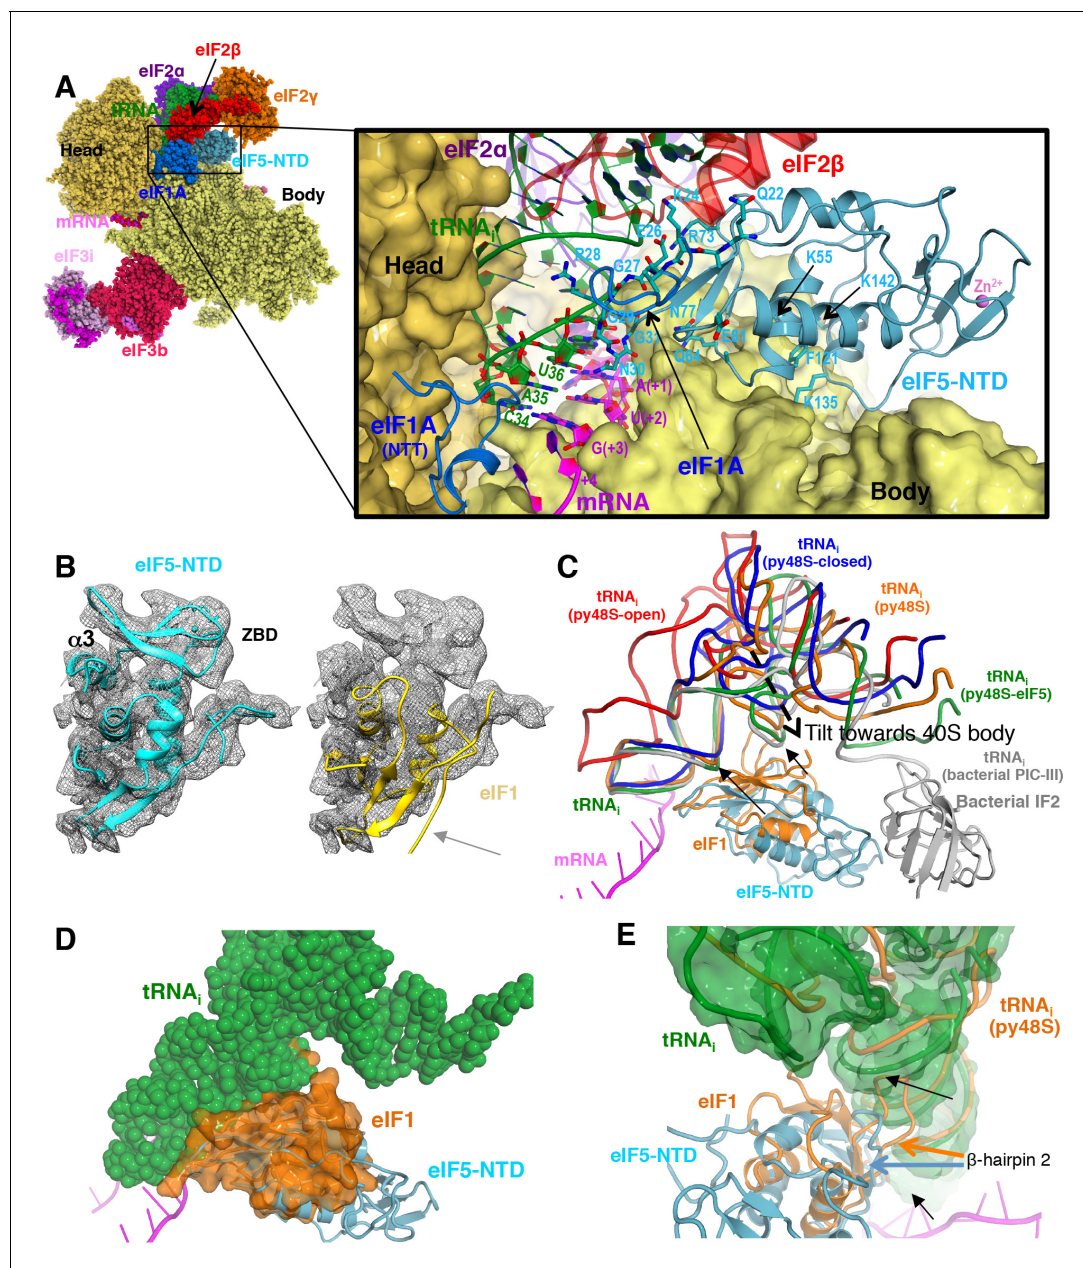 A
eIF2β
eIF2α
eIF2γ
tRNA
Head
eIF5-NTD
eIF1A
Body
mRNA
eIF3i
eIF3b
eIF2α
eIF2β
K24
Q22
tRNAi
R73
R28
G27
K55
Head
K142
Zn2+
N77
G29
G31
E81
Q84
F121
N30
U36
A(+1)
eIF5-NTD
A35
K135
U(+2)
C34
eIF1A
(NTT)
G(+3)
eIF1A
+4
Body
mRNA
B
eIF5-NTD
α3
ZBD
eIF1
C
tRNAi
(py48S-closed)
tRNAi
(py48S-open)
tRNAi
(py48S)
tRNAi
(py48S-eIF5)
Tilt towards 40S body
tRNAi
(bacterial PIC-III)
Bacterial IF2
tRNAi
eIF1
mRNA
eIF5-NTD
D
tRNAi
eIF1
eIF5-NTD
E
tRNAi
(py48S)
tRNAi
eIF1
eIF5-NTD
β-hairpin 2